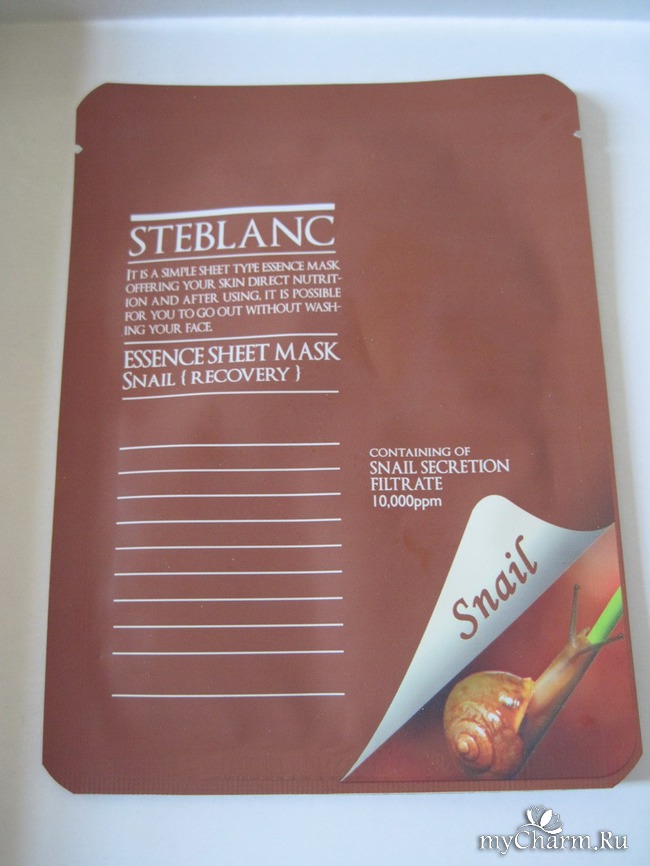 STEBLANC
IT IS A SIMPLE SHEET TYPE ESSENCE MASK
OFFERING YOUR SKIN DIRECT NUTRIT-
ION AND AFTER USING, IT IS POSSIBLE
FOR YOU TO GO OUT WITHOUT WASH-
ING YOUR FACE.
ESSENCE SHEET MASK
SNAIL { RECOVERY }
CONTAINING OF
SNAIL SECRETION
FILTRATE
10,000ppm
Snail
myCharm.Ru